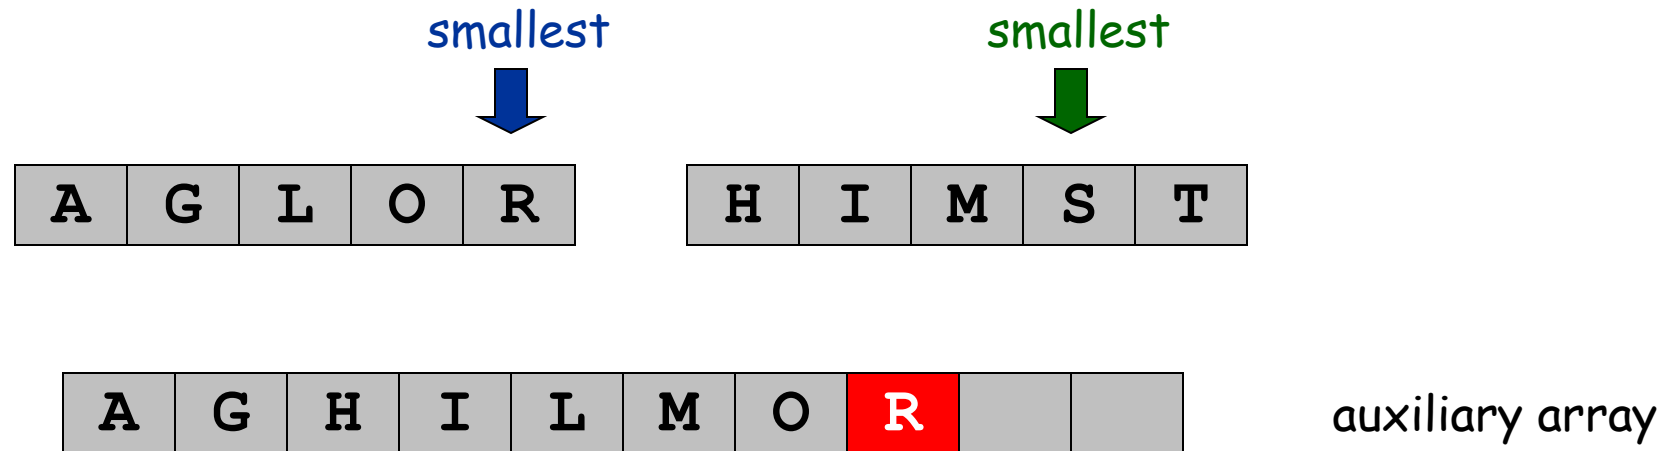 smallest smallest
A G L O R H I M S T
A G H I L M O R auxiliary array